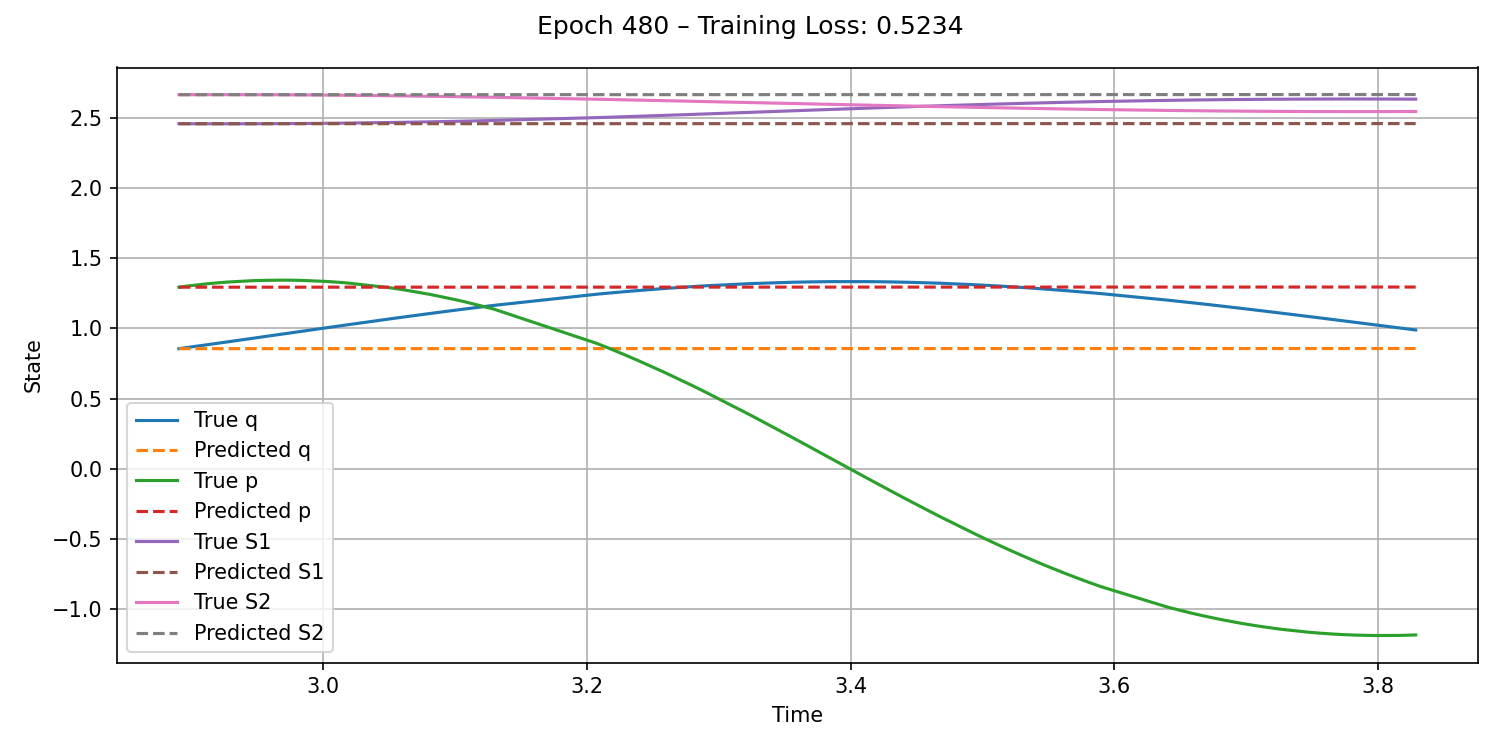 Epoch 480 – Training Loss: 0.5234
2.5
2.0
1.5
1.0
0.5
0.0
−0.5
−1.0
State
True q
Predicted q
True p
Predicted p
True S1
Predicted S1
True S2
Predicted S2
3.0 3.2 3.4 3.6 3.8
Time